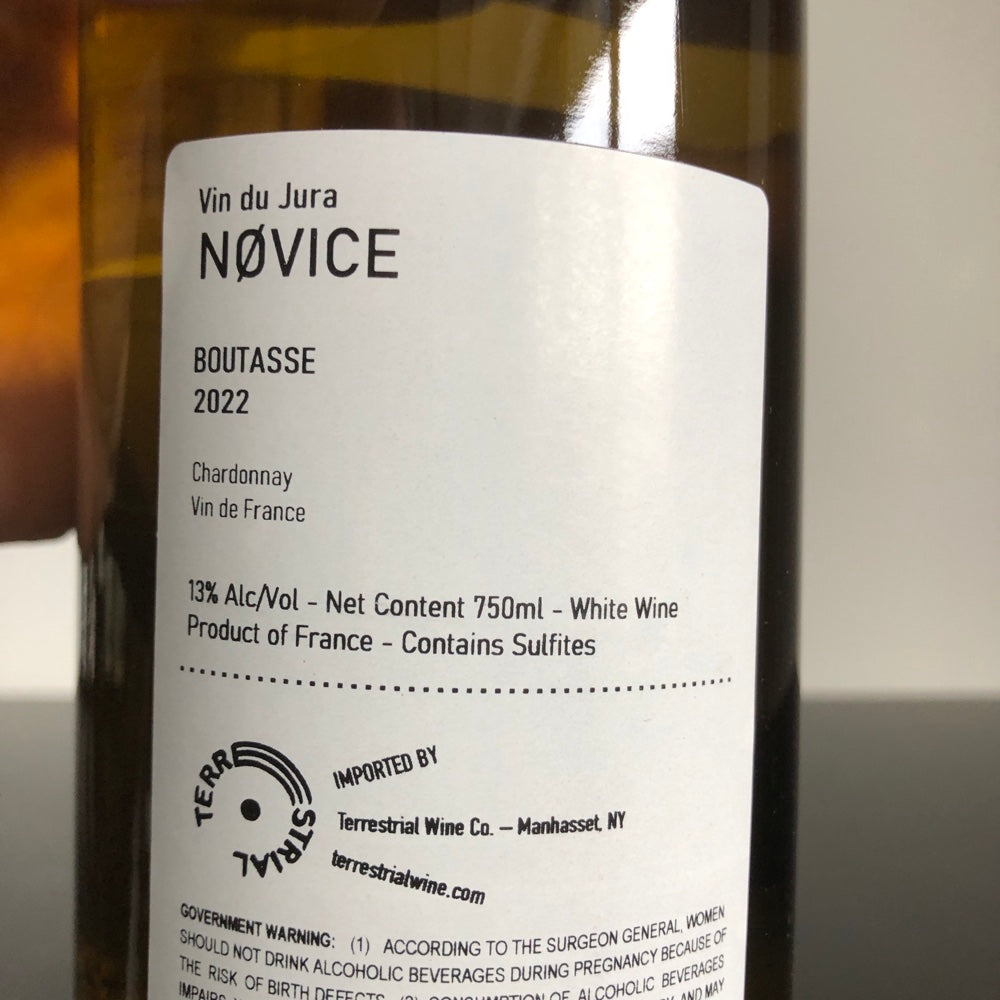 Vin du Jura
NØVICE
BOUTASSE
2022
Chardonnay
Vin de France
13% Alc/Vol - Net Content 750ml - White Wine
Product of France - Contains Sulfites
TERRESTRIAL
IMPORTED BY
Terrestrial Wine Co. – Manhasset, NY
terrestrialwine.com
GOVERNMENT WARNING: (1) ACCORDING TO THE SURGEON GENERAL, WOMEN
SHOULD NOT DRINK ALCOHOLIC BEVERAGES DURING PREGNANCY BECAUSE OF
THE RISK OF BIRTH DEFECTS. (2) CONSUMPTION OF ALCOHOLIC BEVERAGES
AND MAY